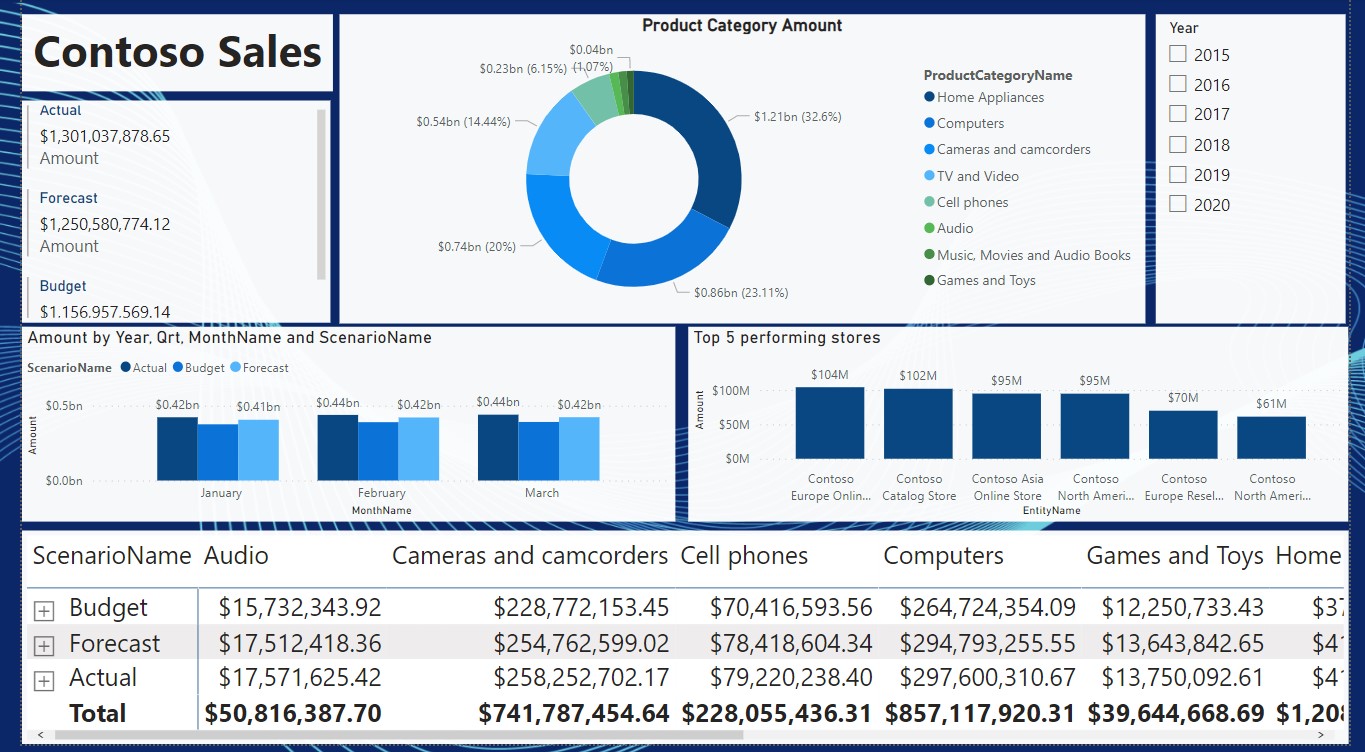 Contoso Sales
Actual
$1,301,037,878.65
Amount
Forecast
$1,250,580,774.12
Amount
Budget
$1,156,957,569.14
Product Category Amount
$0.04bn
(1.07%)
$0.23bn (6.15%)
$0.54bn (14.44%)
$0.74bn (20%)
$0.86bn (23.11%)
$1.21bn (32.6%)
ProductCategoryName
Home Appliances
Computers
Cameras and camcorders
TV and Video
Cell phones
Audio
Music, Movies and Audio Books
Games and Toys
Year
2015
2016
2017
2018
2019
2020
Amount by Year, Qrt, MonthName and ScenarioName
ScenarioName Actual Budget Forecast
Amount
$0.5bn
$0.0bn
$0.42bn $0.41bn $0.44bn $0.42bn $0.44bn $0.42bn
January February March
MonthName
Top 5 performing stores
Amount
$100M
$50M
$0M
$104M $102M $95M $95M $70M $61M
Contoso Contoso Contoso Asia Contoso Contoso Contoso
Europe Onlin... Catalog Store Online Store North Ameri... Europe Resel... North Ameri...
EntityName
ScenarioName Audio Cameras and camcorders Cell phones Computers Games and Toys Home
Budget $15,732,343.92 $228,772,153.45 $70,416,593.56 $264,724,354.09 $12,250,733.43 $37
Forecast $17,512,418.36 $254,762,599.02 $78,418,604.34 $294,793,255.55 $13,643,842.65 $41
Actual $17,571,625.42 $258,252,702.17 $79,220,238.40 $297,600,310.67 $13,750,092.61 $41
Total $50,816,387.70 $741,787,454.64 $228,055,436.31 $857,117,920.31 $39,644,668.69 $1,208